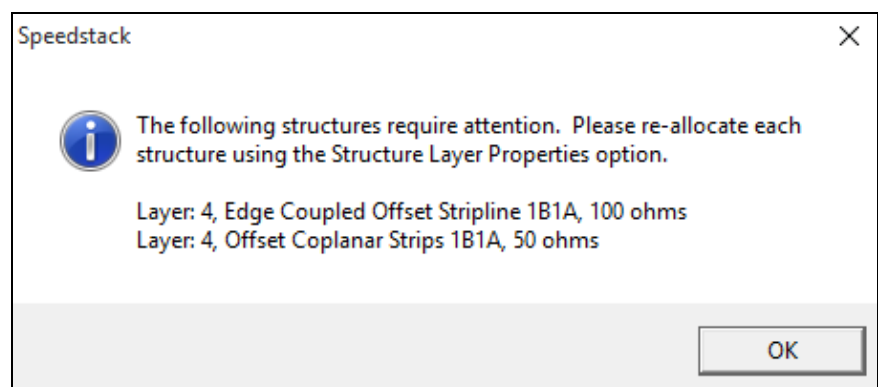 Speedstack
The following structures require attention.  Please re-allocate each
structure using the Structure Layer Properties option.
Layer: 4, Edge Coupled Offset Stripline 1B1A, 100 ohms
Layer: 4, Offset Coplanar Strips 1B1A, 50 ohms
OK